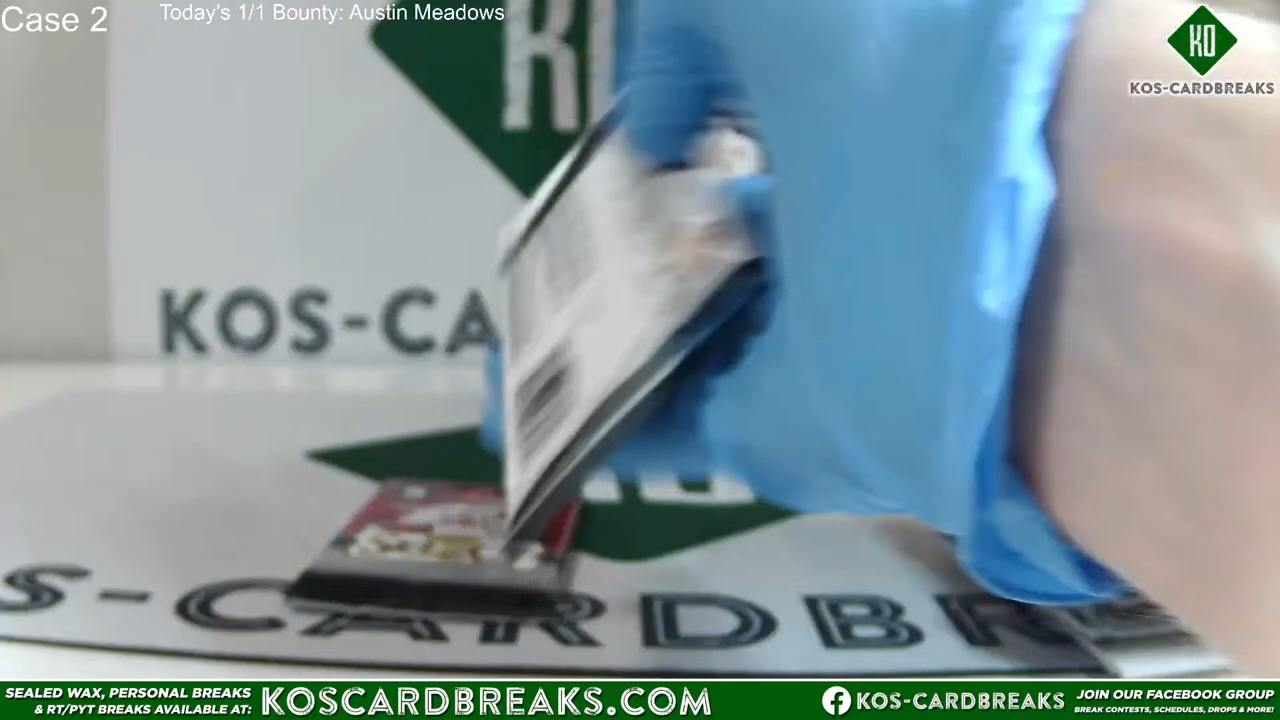 Case 2
Today's 1/1 Bounty: Austin Meadows
KO
KOS-CARDBREAKS
K
KOS-CA
S-CARDBR
SEALED WAX, PERSONAL BREAKS
& RT/PYT BREAKS AVAILABLE AT:
KOSCARDBREAKS.COM
KOS-CARDBREAKS
JOIN OUR FACEBOOK GROUP
BREAK CONTESTS, SCHEDULES, DROPS & MORE!